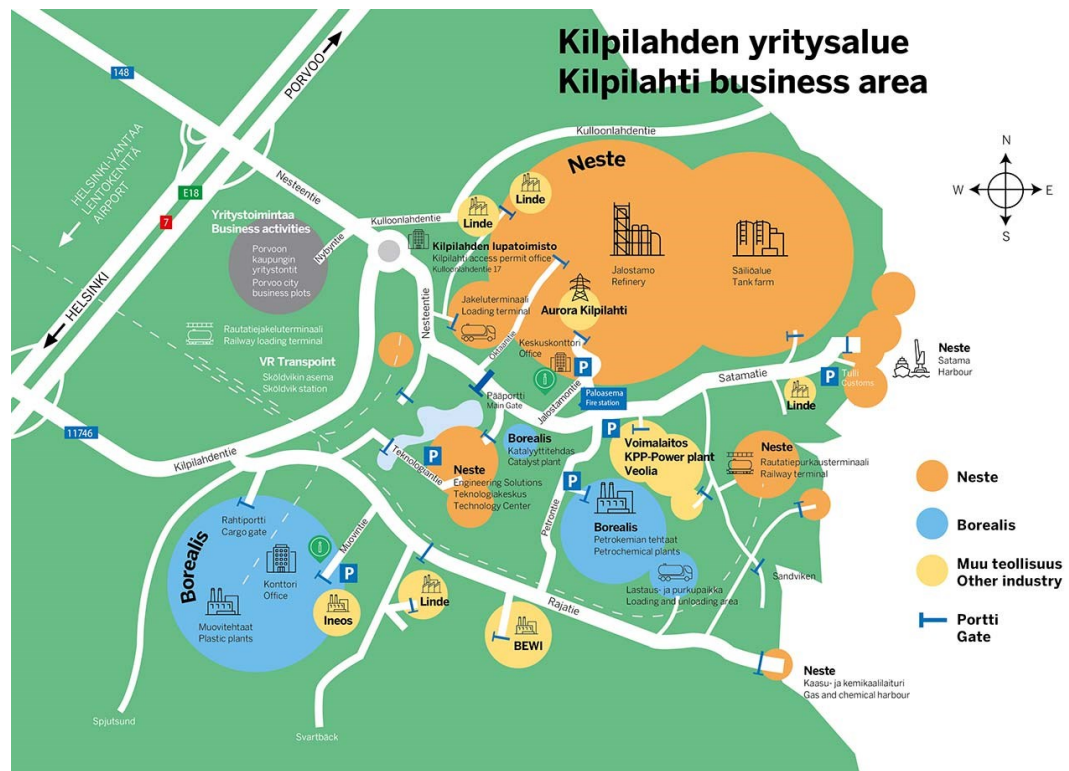 Kilpilahden yritysalue
Kilpilahti business area
148
PORVOO
HELSINKI-VANTAA
LENTOKENTTÄ
AIRPORT
E18
7
HELSINKI
Nesteentie
Kulloonlahdentie
Kulloonlahdentie
Neste
Linde
Linde
N
W
E
S
Yritystoimintaa
Business activities
Porvoon
kaupungin
yritystontit
Porvoo city
business plots
Nybyntie
Kilpilahden lupatoimisto
Kilpilahti access permit office
Kulloonlahdentie 17
Jalostamo
Refinery
Säiliöalue
Tank farm
Jakeluterminaali
Loading terminal
Aurora Kilpilahti
Nesteentie
Oktaanitie
Keskuskonttori
Office
Rautatiejakeluterminaali
Railway loading terminal
VR Transpoint
Sköldvikin asema
Sköldvik station
P
Pääportti
Main Gate
Jalostamontie
Paloasema
Fire station
Satamatie
P
Tulli
Customs
Neste
Satama
Harbour
Linde
11746
Kilpilahdentie
Teknologiantie
P
Neste
Engineering Solutions
Teknologiakeskus
Technology Center
Borealis
Katalyyttitehdas
Catalyst plant
P
Voimalaitos
KPP-Power plant
Veolia
Neste
Rautatiepurkausterminaali
Railway terminal
P
Petrontie
Borealis
Petrokemian tehtaat
Petrochemical plants
Lastaus- ja purkupaikka
Loading and unloading area
Sandviken
Rahtiportti
Cargo gate
Borealis
Konttori
Office
Muovintie
P
Muovitehtaat
Plastic plants
Ineos
Linde
BEWI
Rajatie
Neste
Kaasu- ja kemikaalilaituri
Gas and chemical harbour
Spjutsund
Svartbäck
Neste
Borealis
Muu teollisuus
Other industry
Portti
Gate